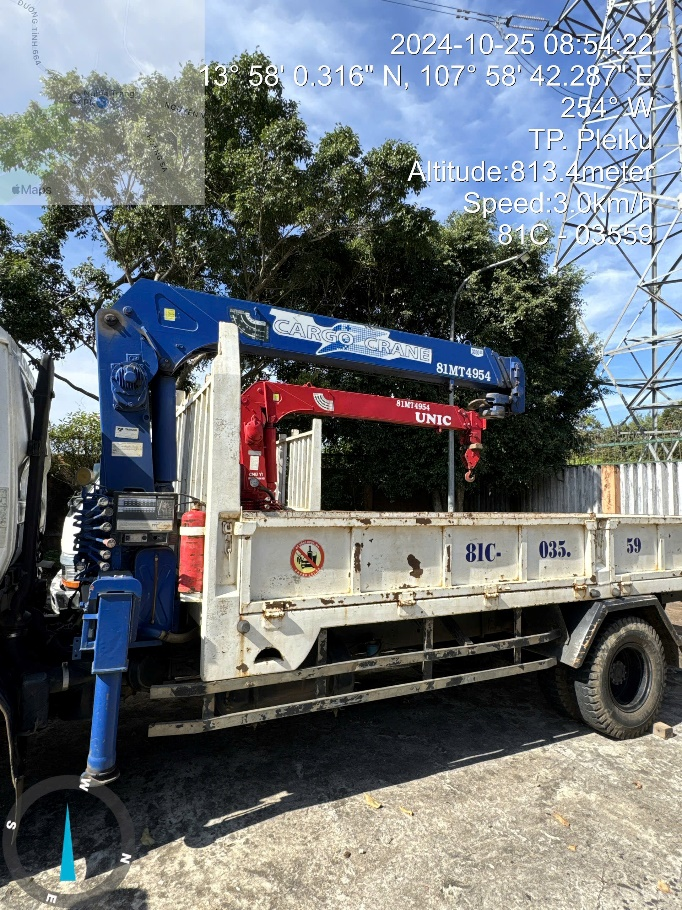 2024-10-25 08:54:22
13° 58' 0.316" N, 107° 58' 42.287" E
254° W
TP. Pleiku
Altitude:813.4meter
Speed:3.0km/h
81C - 03559
Maps
CARGO CRANE
81MT4954
81MT4954
UNIC
81C- 035. 59
W
S
N
E